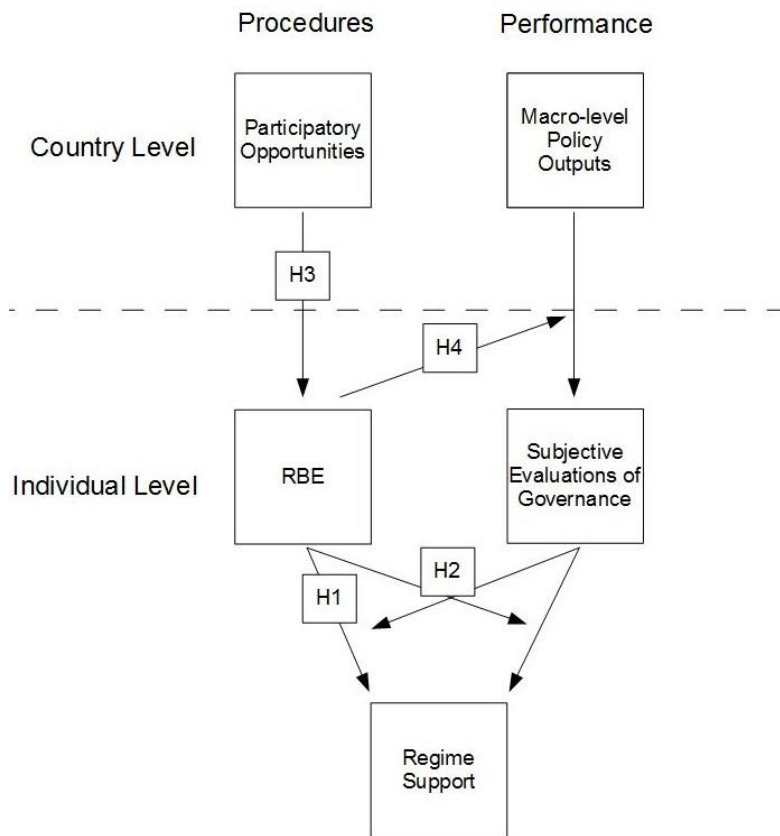 Procedures
Performance
Country Level
Participatory
Opportunities
Macro-level
Policy
Outputs
H3
H4
Individual Level
RBE
Subjective
Evaluations of
Governance
H2
H1
Regime
Support